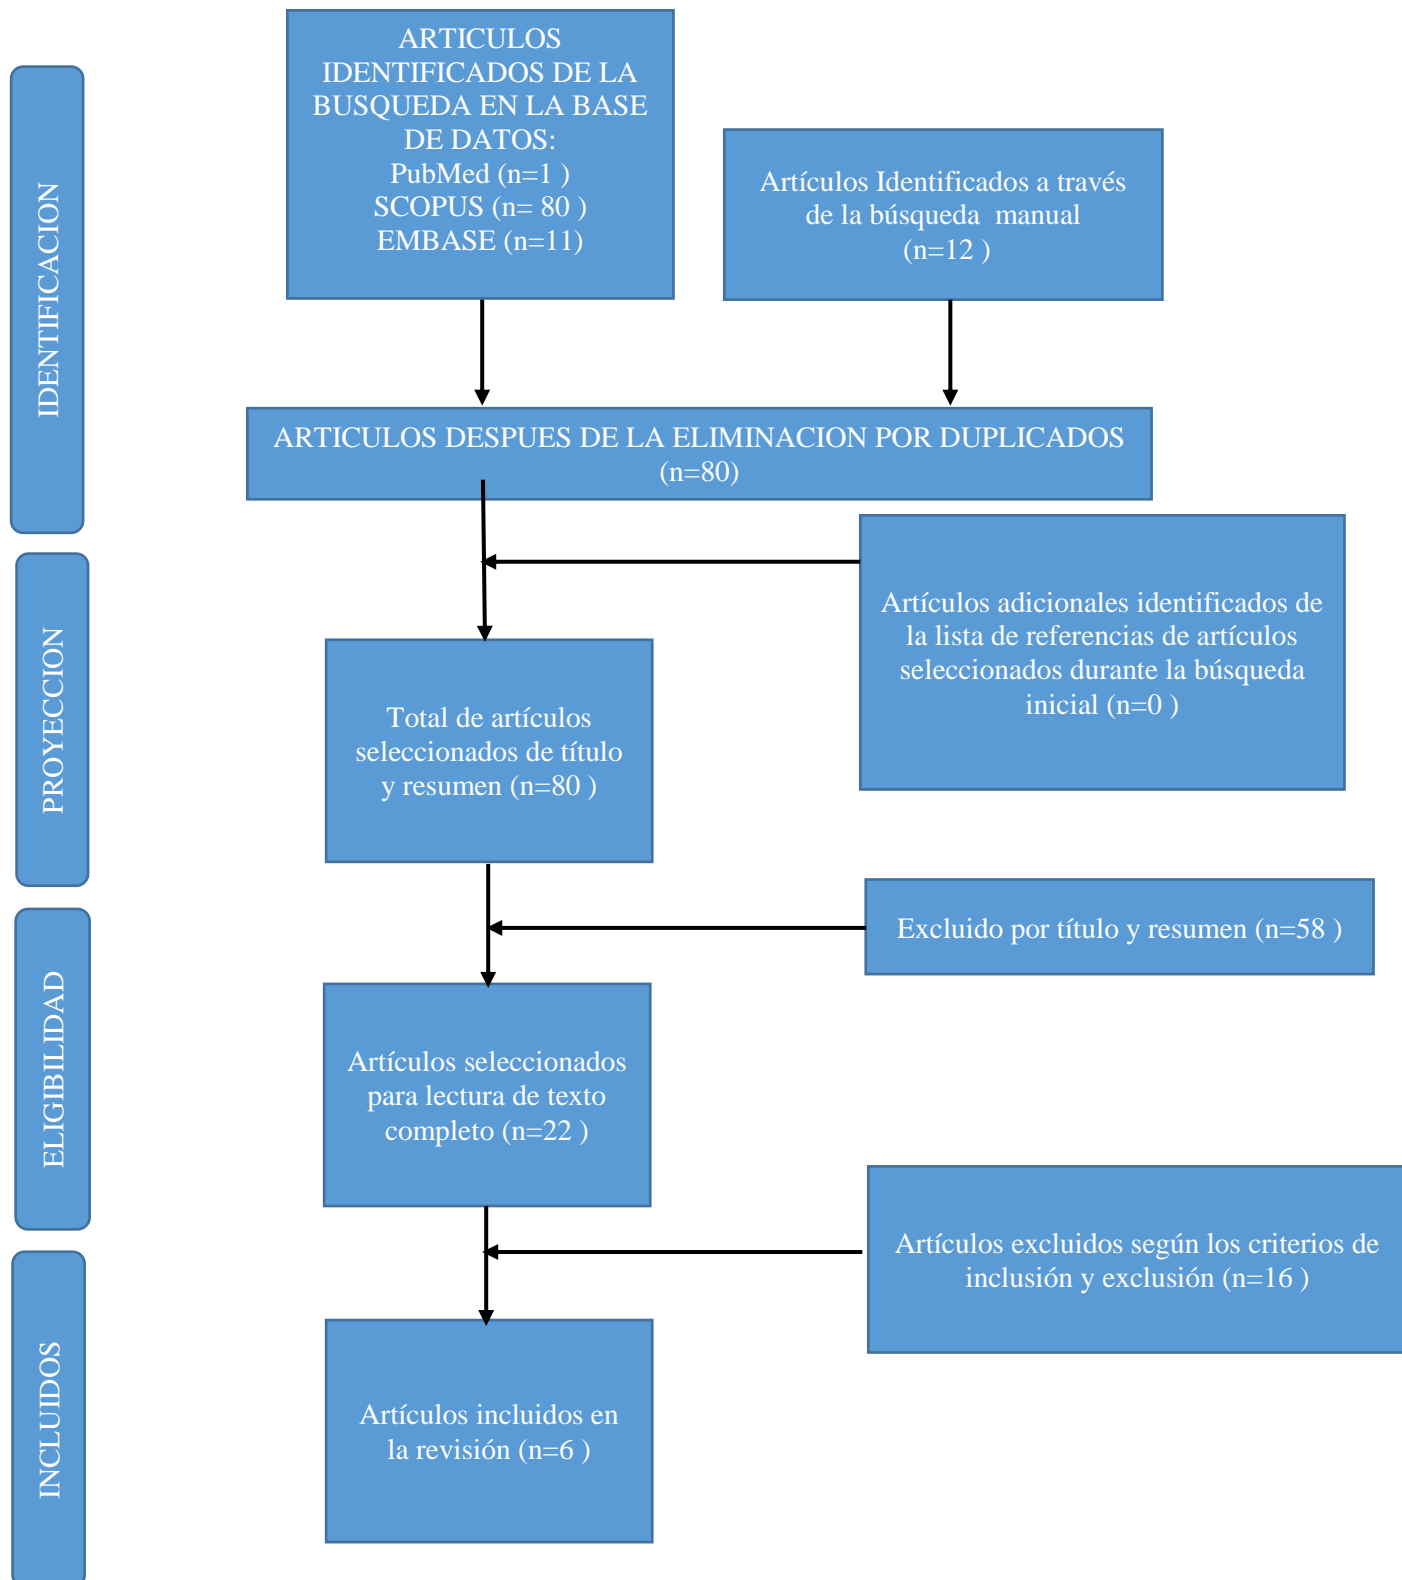 IDENTIFICACION
ARTICULOS
IDENTIFICADOS DE LA
BUSQUEDA EN LA BASE
DE DATOS:
PubMed (n=1 )
SCOPUS (n= 80 )
EMBASE (n=11)
Artículos Identificados a través
de la búsqueda  manual
(n=12 )
ARTICULOS DESPUES DE LA ELIMINACION POR DUPLICADOS
(n=80)
PROYECCION
Artículos adicionales identificados de
la lista de referencias de artículos
seleccionados durante la búsqueda
inicial (n=0 )
Total de artículos
seleccionados de título
y resumen (n=80 )
ELIGIBILIDAD
Excluido por título y resumen (n=58 )
Artículos seleccionados
para lectura de texto
completo (n=22 )
Artículos excluidos según los criterios de
inclusión y exclusión (n=16 )
INCLUIDOS
Artículos incluidos en
la revisión (n=6 )